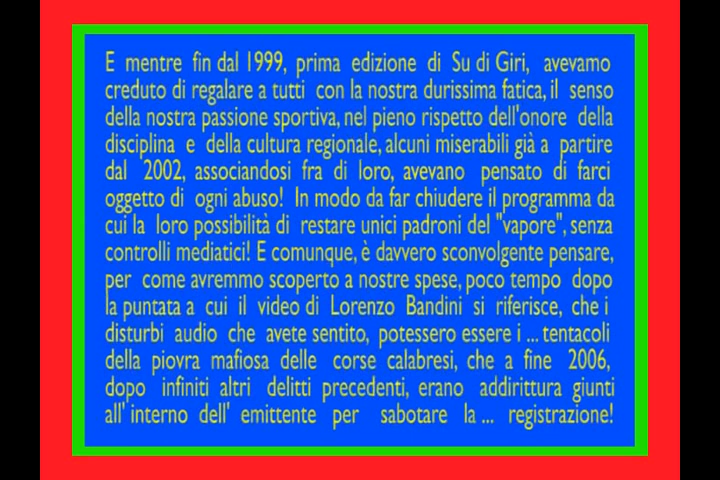 E mentre fin dal 1999, prima edizione di Su di Giri, avevamo
creduto di regalare a tutti con la nostra durissima fatica, il senso
della nostra passione sportiva, nel pieno rispetto dell'onore della
disciplina e della cultura regionale, alcuni miserabili già a partire
dal 2002, associandosi fra di loro, avevano pensato di farci
oggetto di ogni abuso! In modo da far chiudere il programma da
cui la loro possibilità di restare unici padroni del "vapore", senza
controlli mediatici! E comunque, è davvero sconvolgente pensare,
per come avremmo scoperto a nostre spese, poco tempo dopo
la puntata a cui il video di Lorenzo Bandini si riferisce, che i
disturbi audio che avete sentito, potessero essere i ... tentacoli
della piovra mafiosa delle corse calabresi, che a fine 2006,
dopo infiniti altri delitti precedenti, erano addirittura giunti
all' interno dell' emittente per sabotare la ... registrazione!